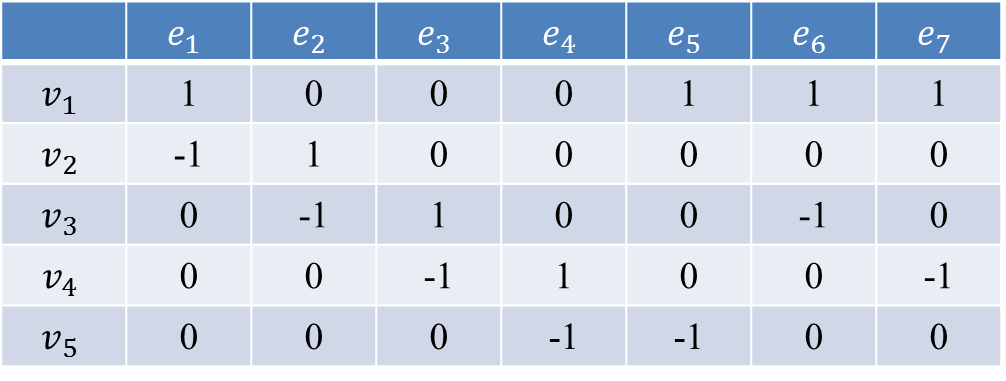 e₁ e₂ e₃ e₄ e₅ e₆ e₇
v₁ 1 0 0 0 1 1 1
v₂ -1 1 0 0 0 0 0
v₃ 0 -1 1 0 0 -1 0
v₄ 0 0 -1 1 0 0 -1
v₅ 0 0 0 -1 -1 0 0